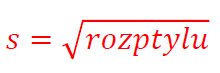 s = √rozptylu